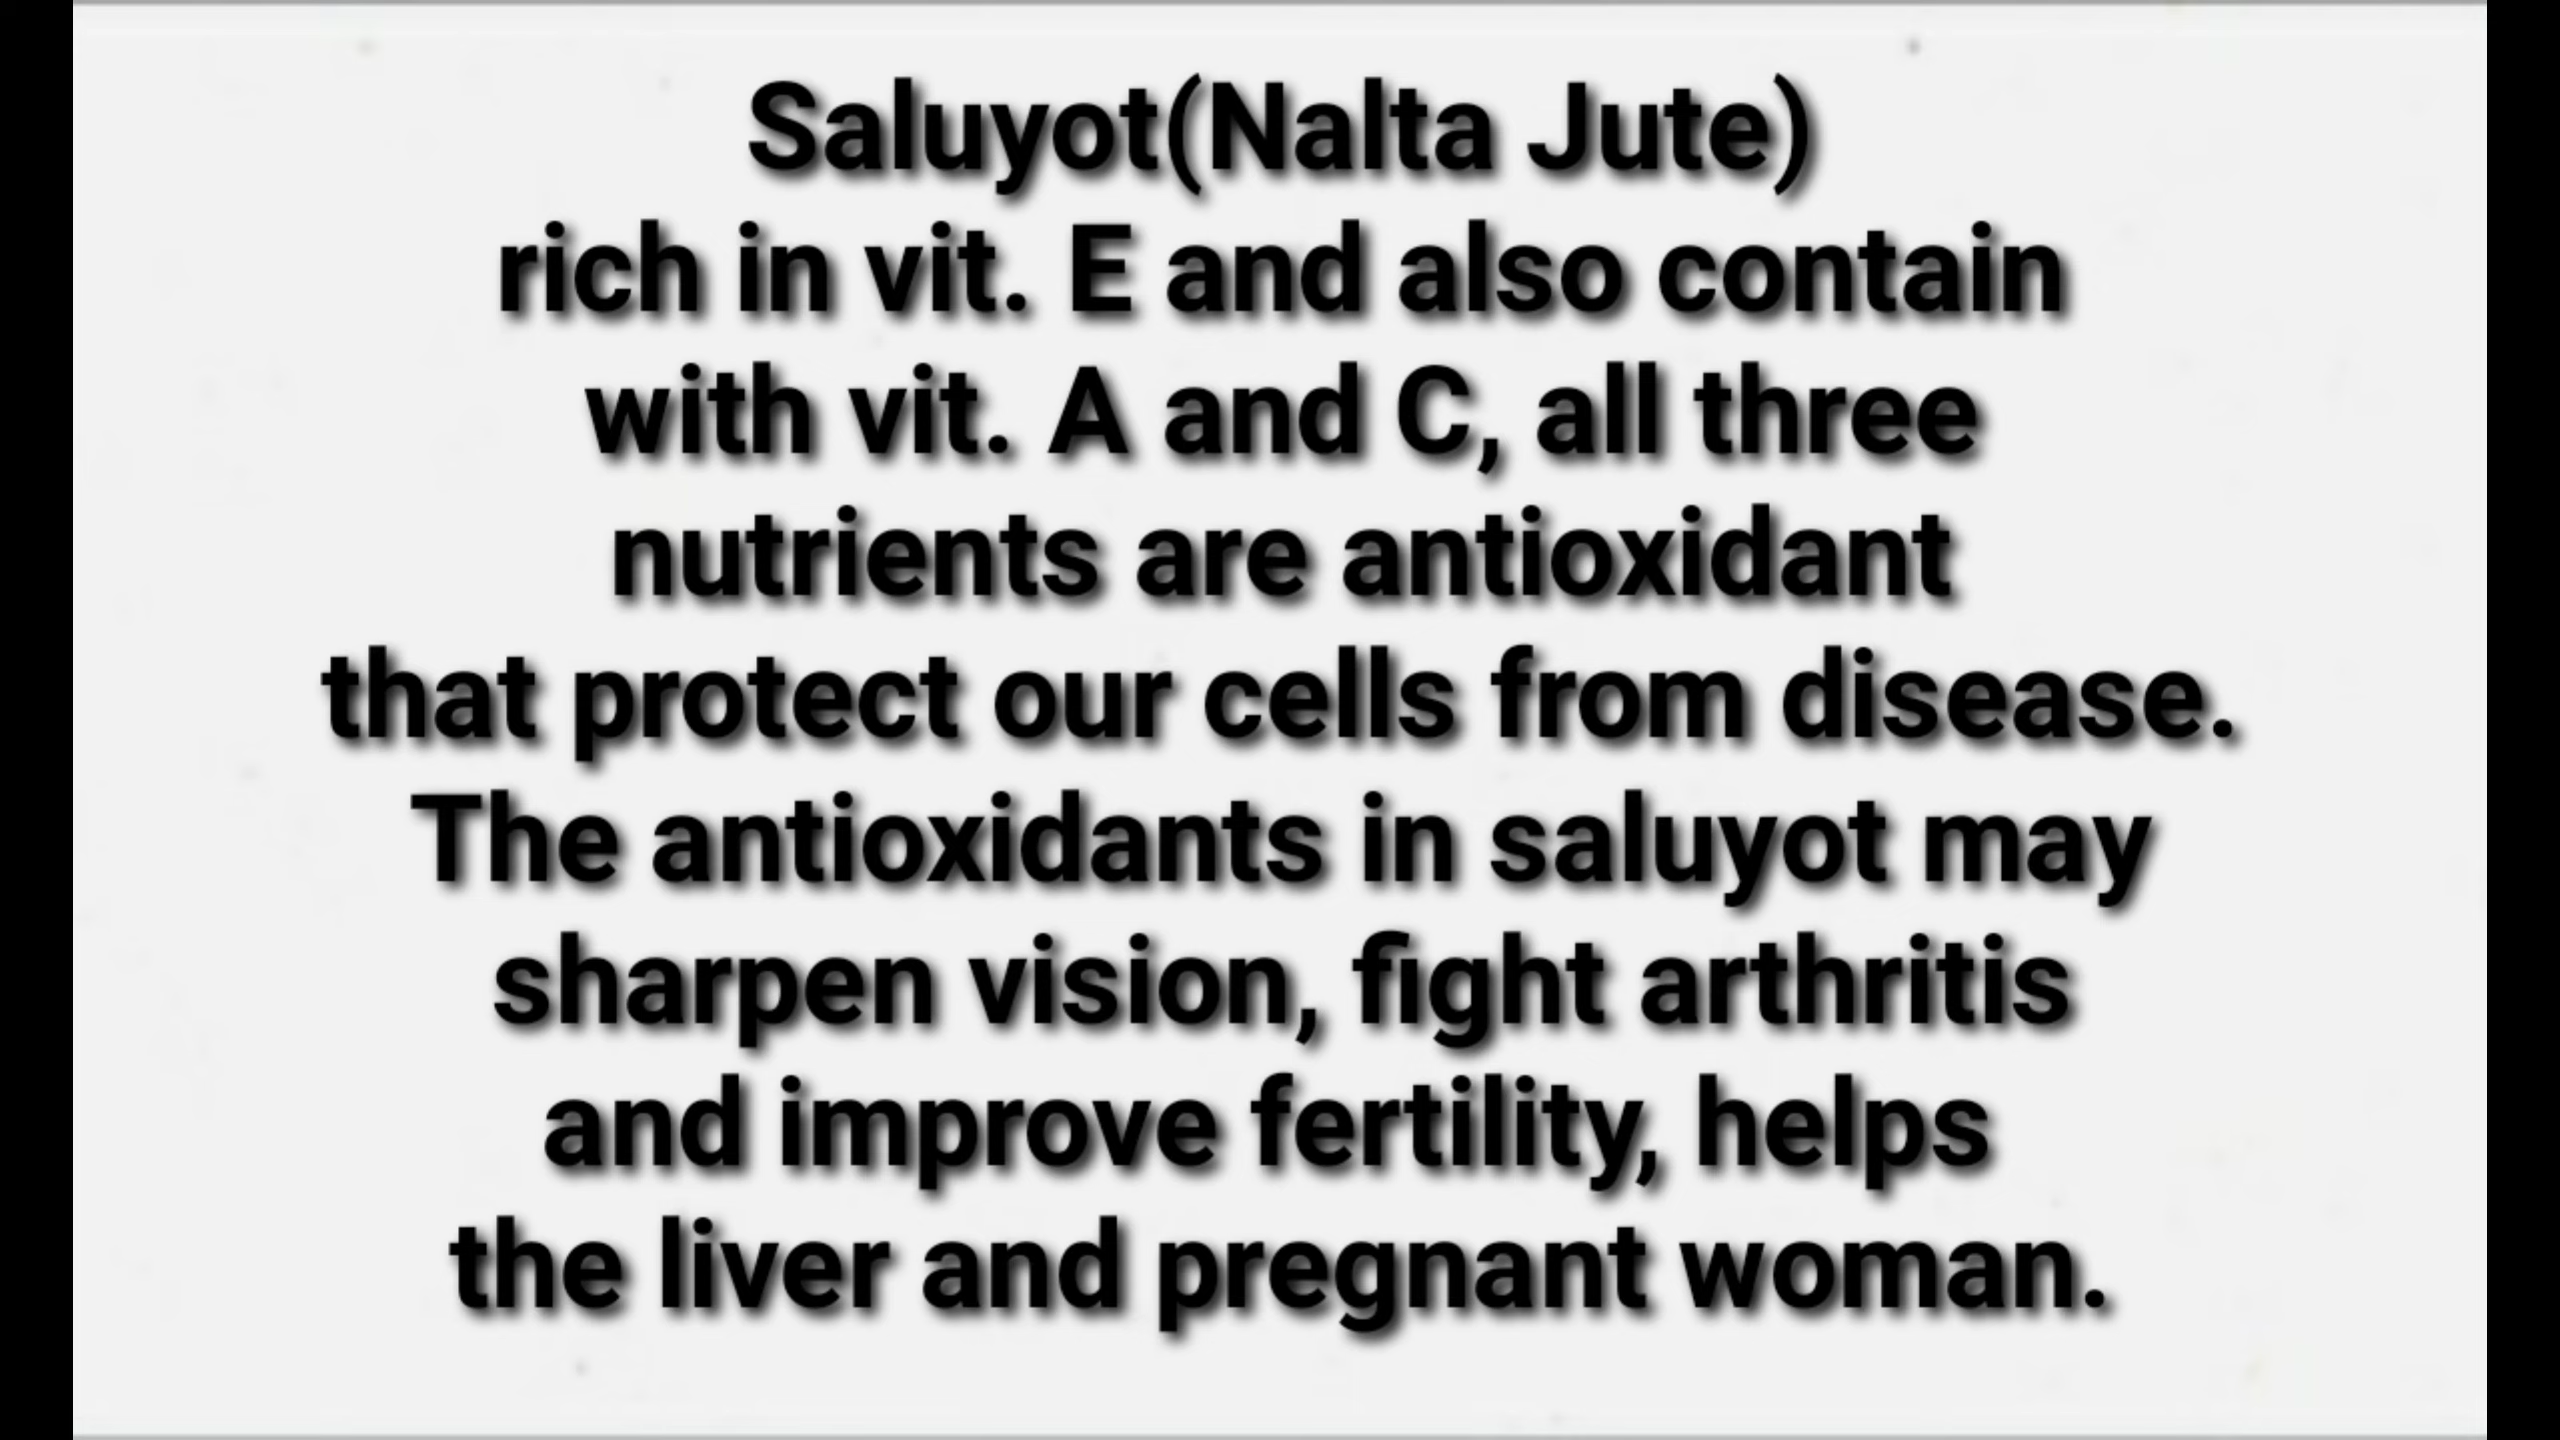 Saluyot(Nalta Jute)
rich in vit. E and also contain
with vit. A and C, all three
nutrients are antioxidant
that protect our cells from disease.
The antioxidants in saluyot may
sharpen vision, fight arthritis
and improve fertility, helps
the liver and pregnant woman.